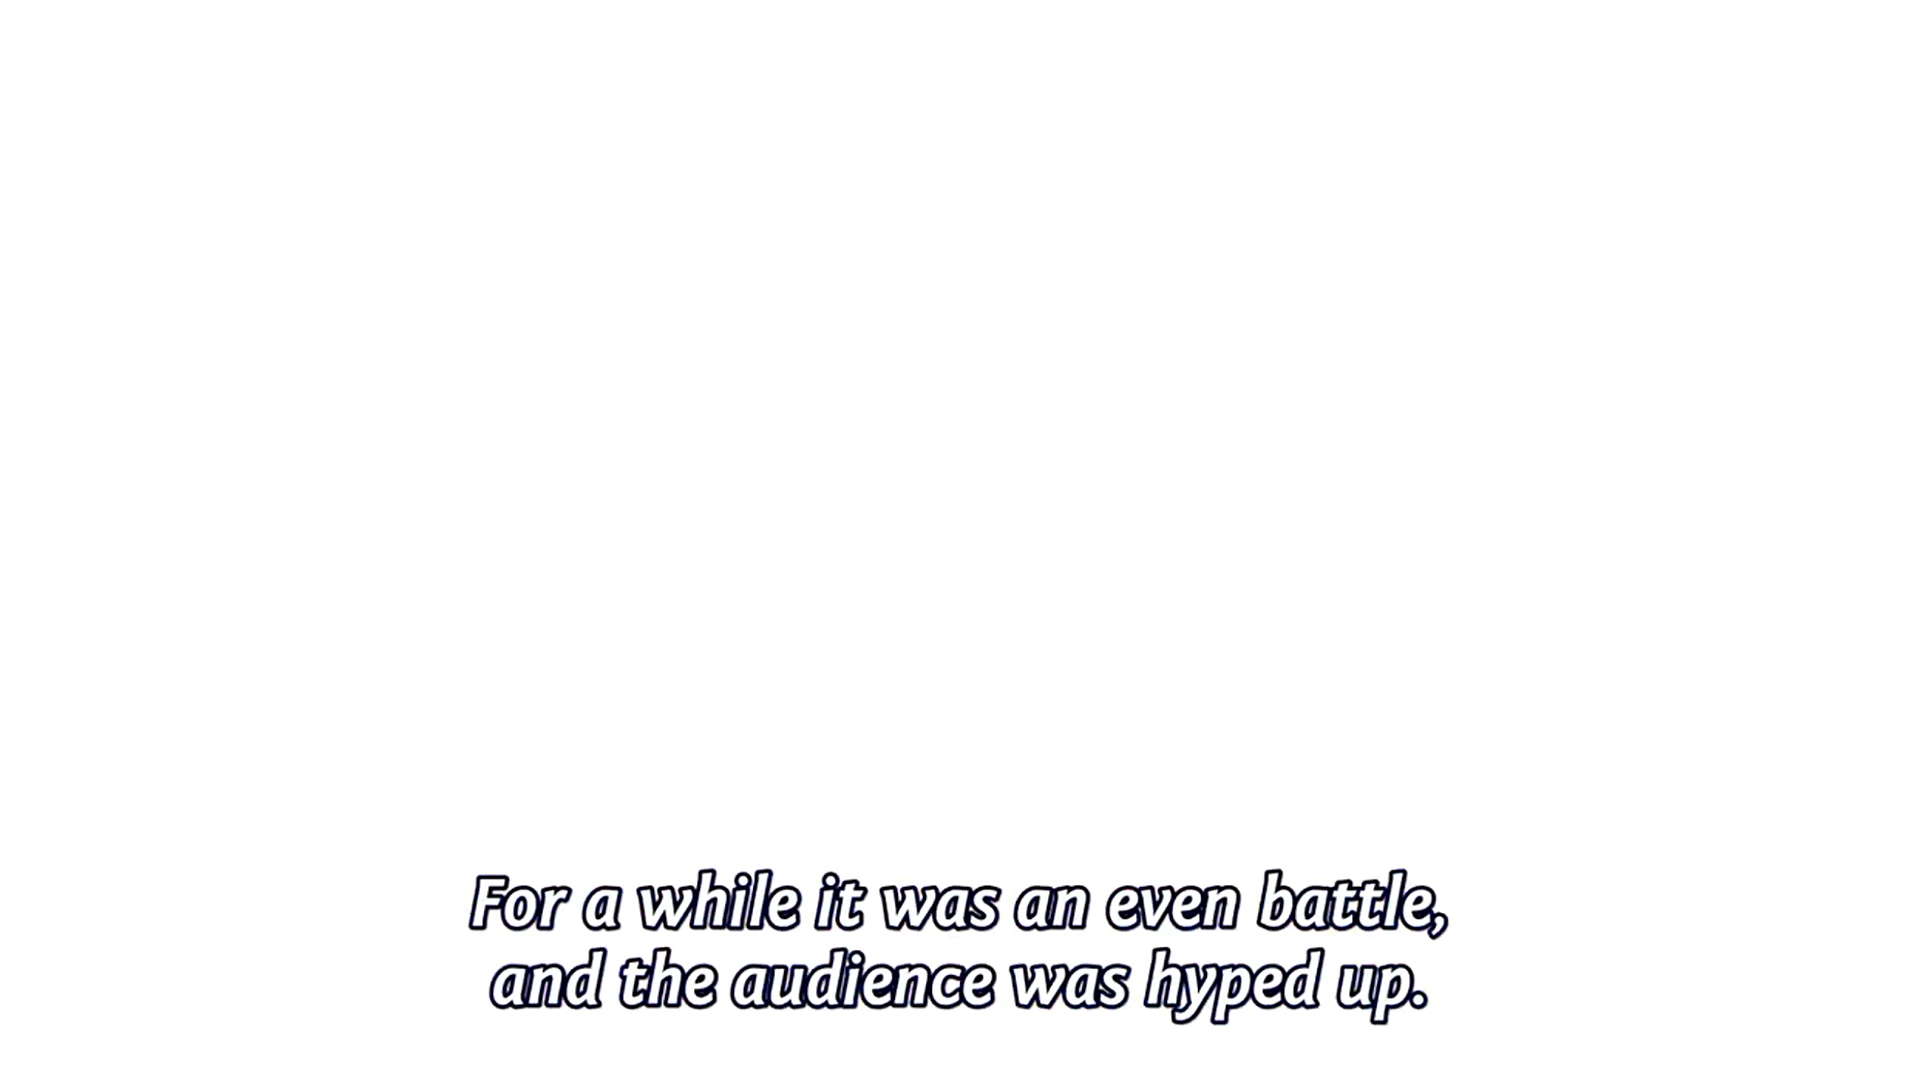 For a while it was an even battle,
and the audience was hyped up.